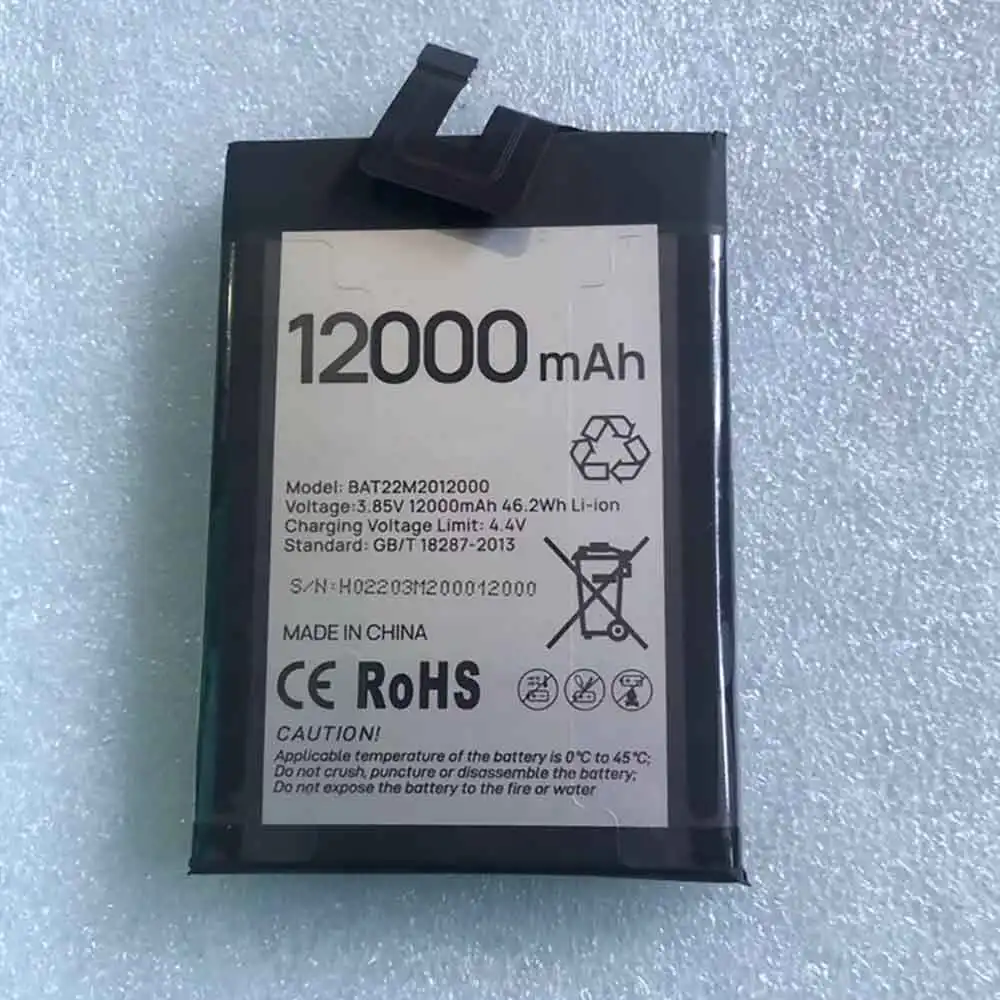 12000 mAh
Model: BAT22M2012000
Voltage:3.85V 12000mAh 46.2Wh Li-ion
Charging Voltage Limit: 4.4V
Standard: GB/T 18287-2013
S/N:H02203M200012000
MADE IN CHINA
CE RoHS
CAUTION!
Applicable temperature of the battery is 0°C to 45°C;
Do not crush, puncture or disassemble the battery;
Do not expose the battery to the fire or water